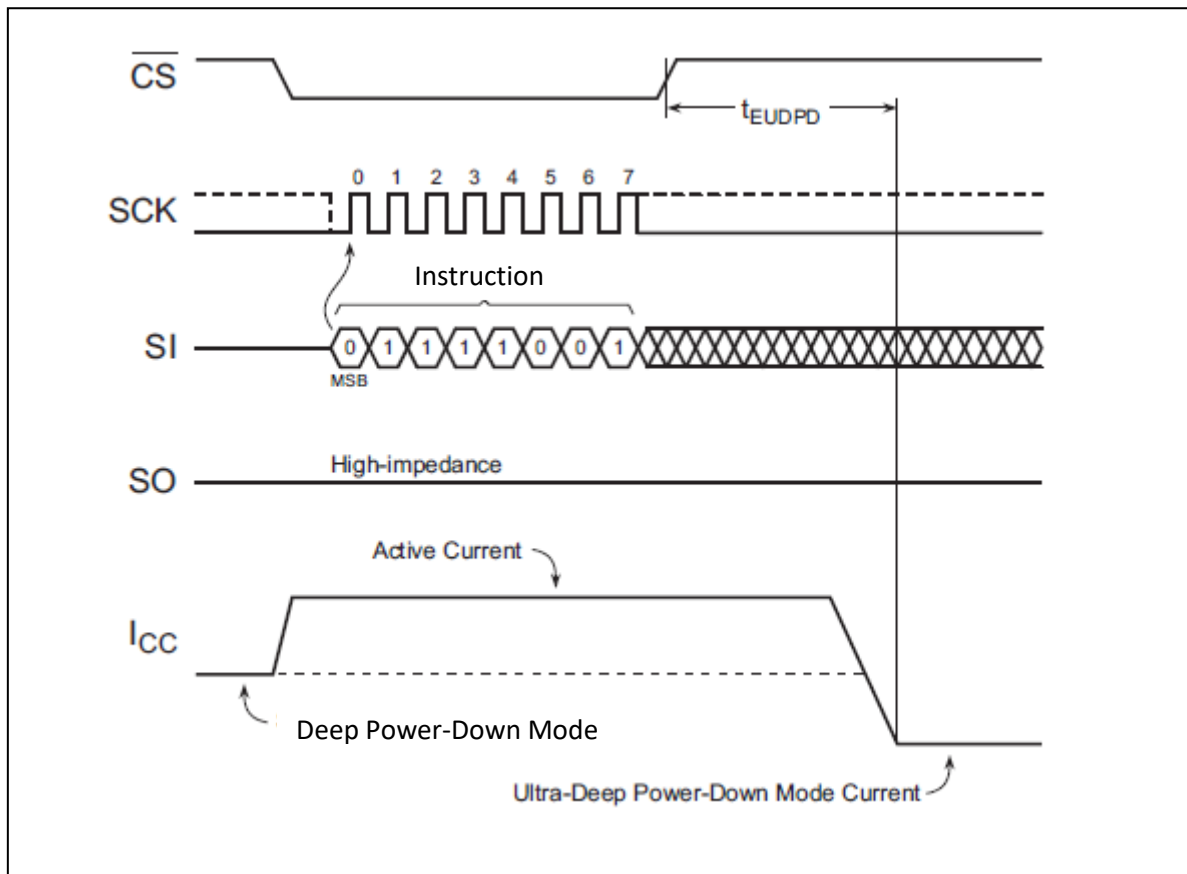 CS
tEUDPD
0 1 2 3 4 5 6 7
SCK
Instruction
SI
0 1 1 1 1 0 0 1
MSB
High-impedance
SO
Active Current
ICC
Deep Power-Down Mode
Ultra-Deep Power-Down Mode Current